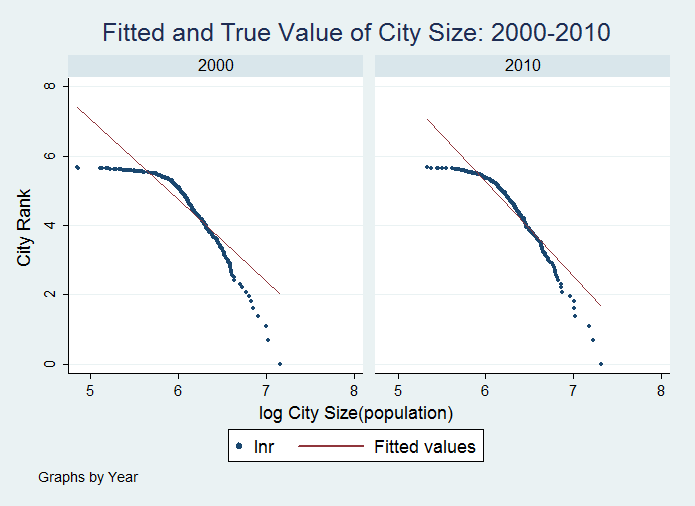 Fitted and True Value of City Size: 2000-2010
2000
2010
City Rank
8
6
4
2
0
5
6
7
8
5
6
7
8
log City Size(population)
lnr
Fitted values
Graphs by Year